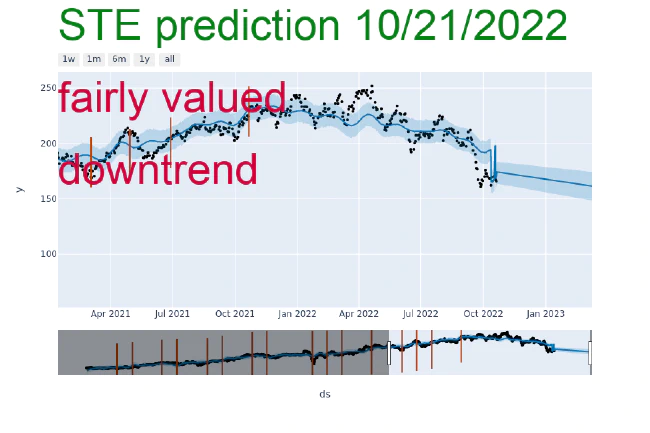 STE prediction 10/21/2022
1w 1m 6m 1y all
fairly valued
downtrend
250
200
150
100
y
Apr 2021 Jul 2021 Oct 2021 Jan 2022 Apr 2022 Jul 2022 Oct 2022 Jan 2023
ds